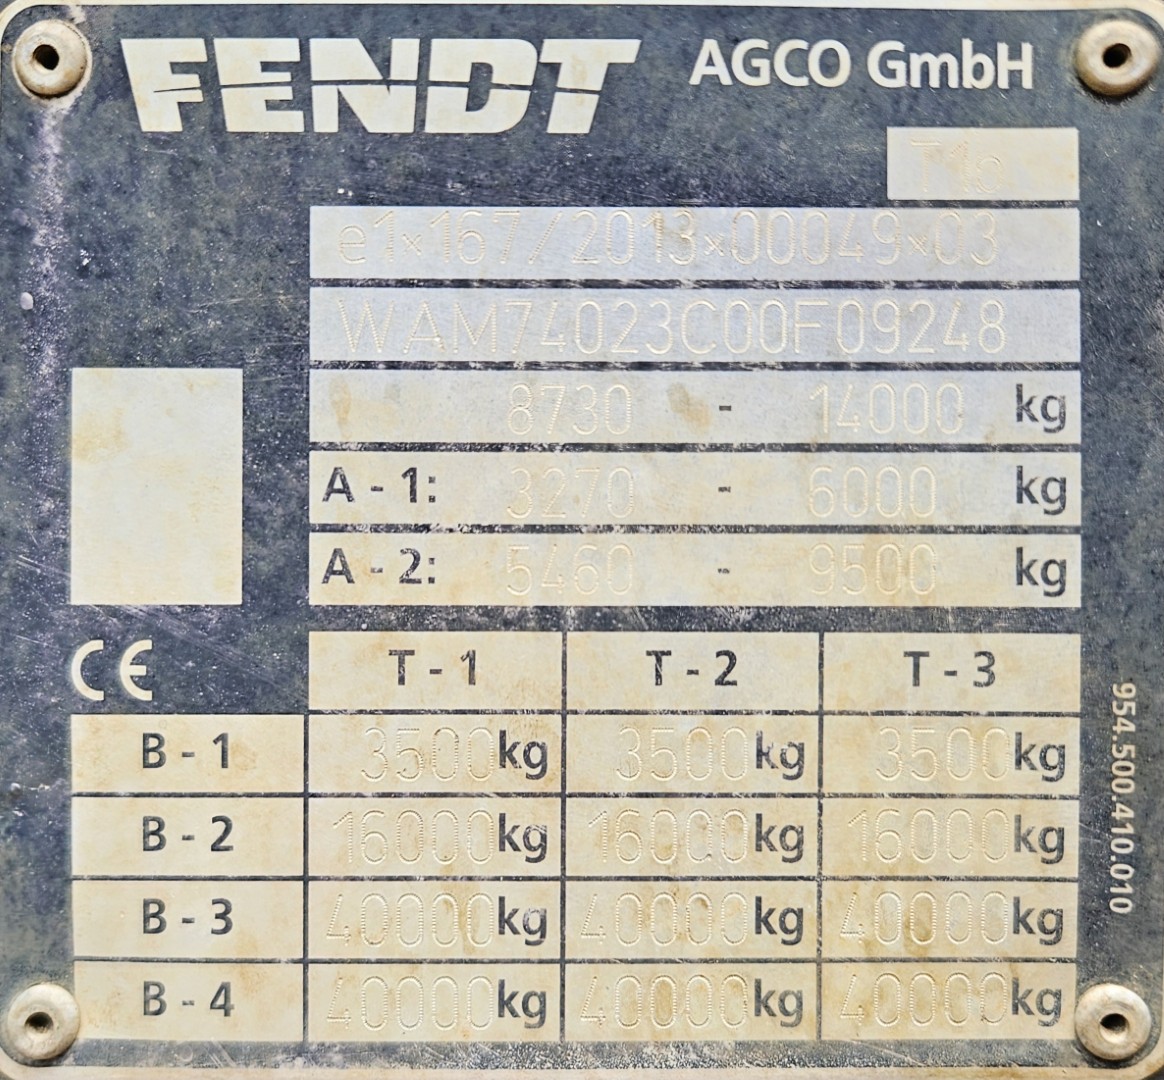 FENDT AGCO GmbH
T1a
e1*167/2013*00049*03
WAM74023C00F09248
8730 - 14000 kg
A - 1: 3270 - 6000 kg
A - 2: 5460 - 9500 kg
CE T - 1 T - 2 T - 3
B - 1 3500 kg 3500 kg 3500 kg
B - 2 16000 kg 16000 kg 16000 kg
B - 3 40000 kg 40000 kg 40000 kg
B - 4 40000 kg 40000 kg 40000 kg
954.500.410.010